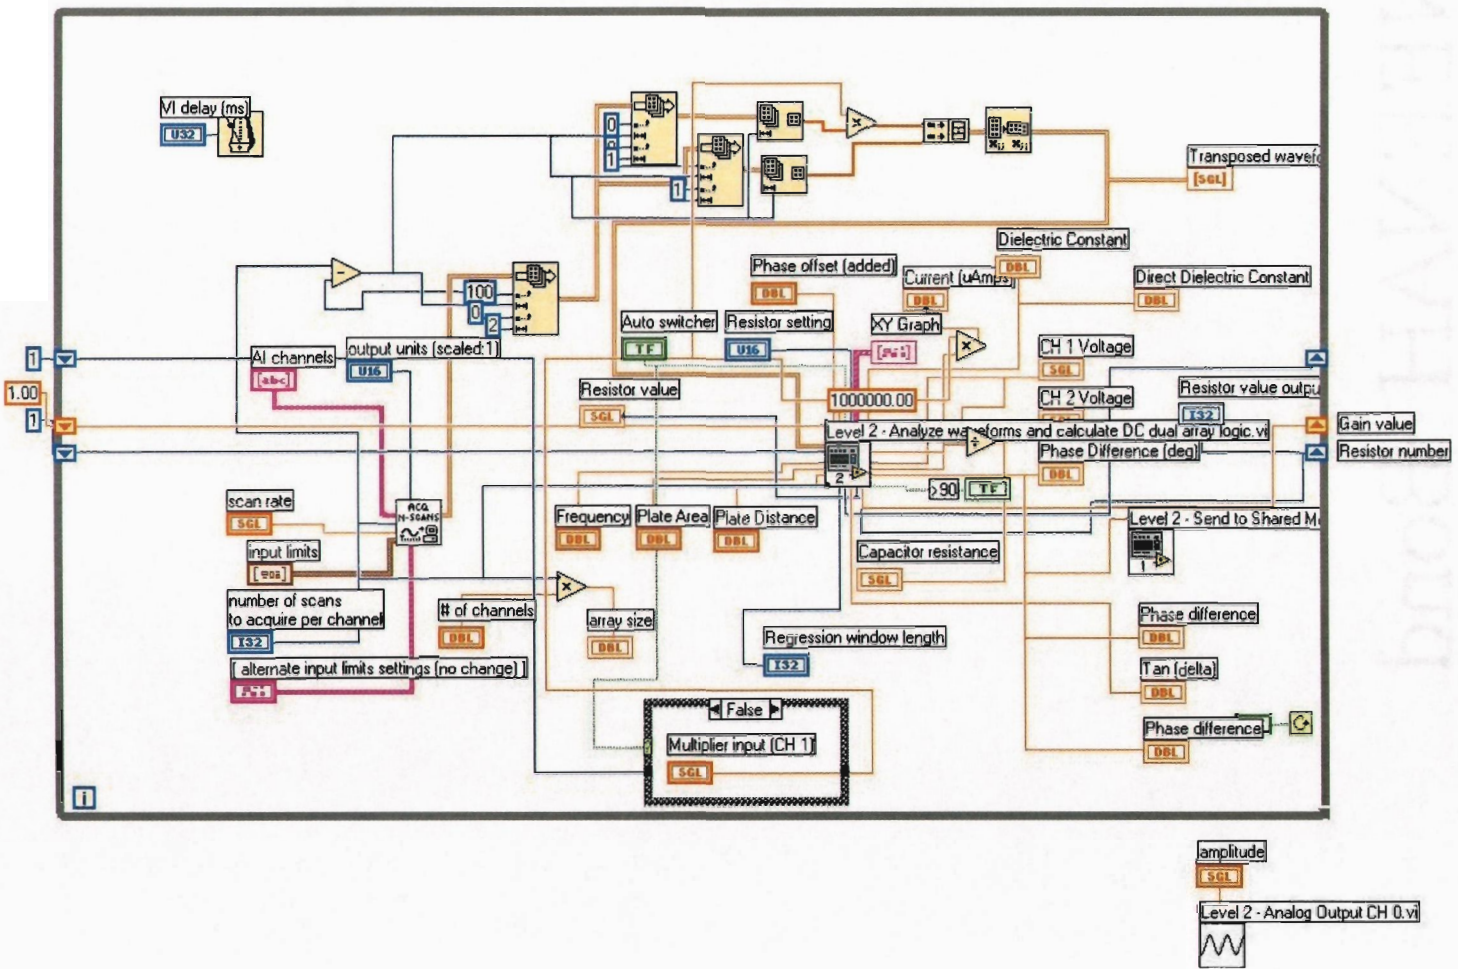 VI delay (ms)
U32
0
0
1
1
Transposed wavefo
[SGL]
Dielectric Constant
DBL
Phase offset (added)
DBL
Current (uAmps)
DBL
Direct Dielectric Constant
DBL
100
0
2
Auto switcher
TF
Resistor setting
U16
XY Graph
CH 1 Voltage
SGL
1
AI channels
[abc]
output units (scaled:1)
U16
Resistor value
SGL
1000000.00
CH 2 Voltage
Resistor value outpu
I32
1.00
1
Gain value
Level 2 - Analyze waveforms and calculate DC dual array logic.vi
2
Phase Difference (deg)
DBL
Resistor number
>90
TF
scan rate
SGL
ACQ
N-SCANS
Frequency
DBL
Plate Area
DBL
Plate Distance
DBL
Level 2 - Send to Shared M
1
input limits
Capacitor resistance
SGL
number of scans
to acquire per channel
I32
# of channels
DBL
array size
DBL
Phase difference
DBL
Regression window length
I32
[ alternate input limits settings (no change) ]
Tan (delta)
DBL
False
Multiplier input (CH 1)
SGL
Phase difference
DBL
i
amplitude
SGL
Level 2 - Analog Output CH 0.vi